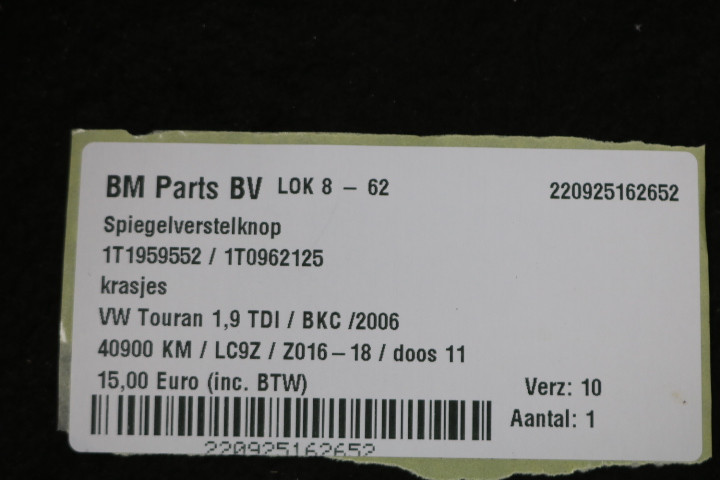 BM Parts BV LOK 8 - 62 220925162652
Spiegelverstelknop
1T1959552 / 1T0962125
krasjes
VW Touran 1,9 TDI / BKC /2006
40900 KM / LC9Z / Z016-18 / doos 11
15,00 Euro (inc. BTW) Verz: 10
Aantal: 1
220925162652